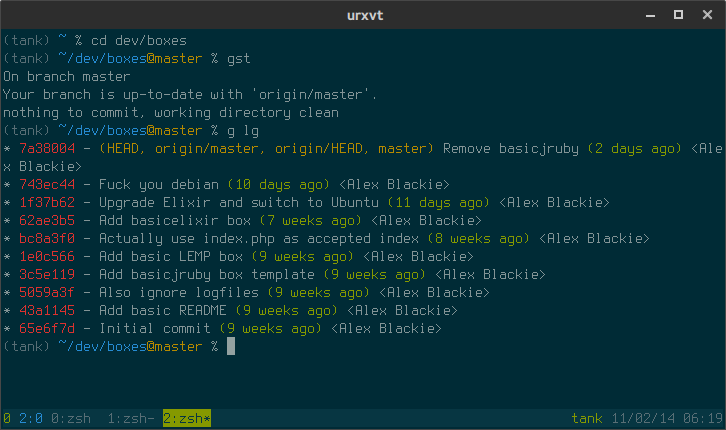 urxvt
(tank) ~ % cd dev/boxes
(tank) ~/dev/boxes@master % gst
On branch master
Your branch is up-to-date with 'origin/master'.
nothing to commit, working directory clean
(tank) ~/dev/boxes@master % g lg
* 7a38004 - (HEAD, origin/master, origin/HEAD, master) Remove basicjruby (2 days ago) <Ale
x Blackie>
* 743ec44 - Fuck you debian (10 days ago) <Alex Blackie>
* 1f37b62 - Upgrade Elixir and switch to Ubuntu (11 days ago) <Alex Blackie>
* 62ae3b5 - Add basicelixir box (7 weeks ago) <Alex Blackie>
* bc8a3f0 - Actually use index.php as accepted index (8 weeks ago) <Alex Blackie>
* 1e0c566 - Add basic LEMP box (9 weeks ago) <Alex Blackie>
* 3c5e119 - Add basicjruby box template (9 weeks ago) <Alex Blackie>
* 5059a3f - Also ignore logfiles (9 weeks ago) <Alex Blackie>
* 43a1145 - Add basic README (9 weeks ago) <Alex Blackie>
* 65e6f7d - Initial commit (9 weeks ago) <Alex Blackie>
(tank) ~/dev/boxes@master %
0 2:0 0:zsh 1:zsh- 2:zsh* tank 11/02/14 06:19